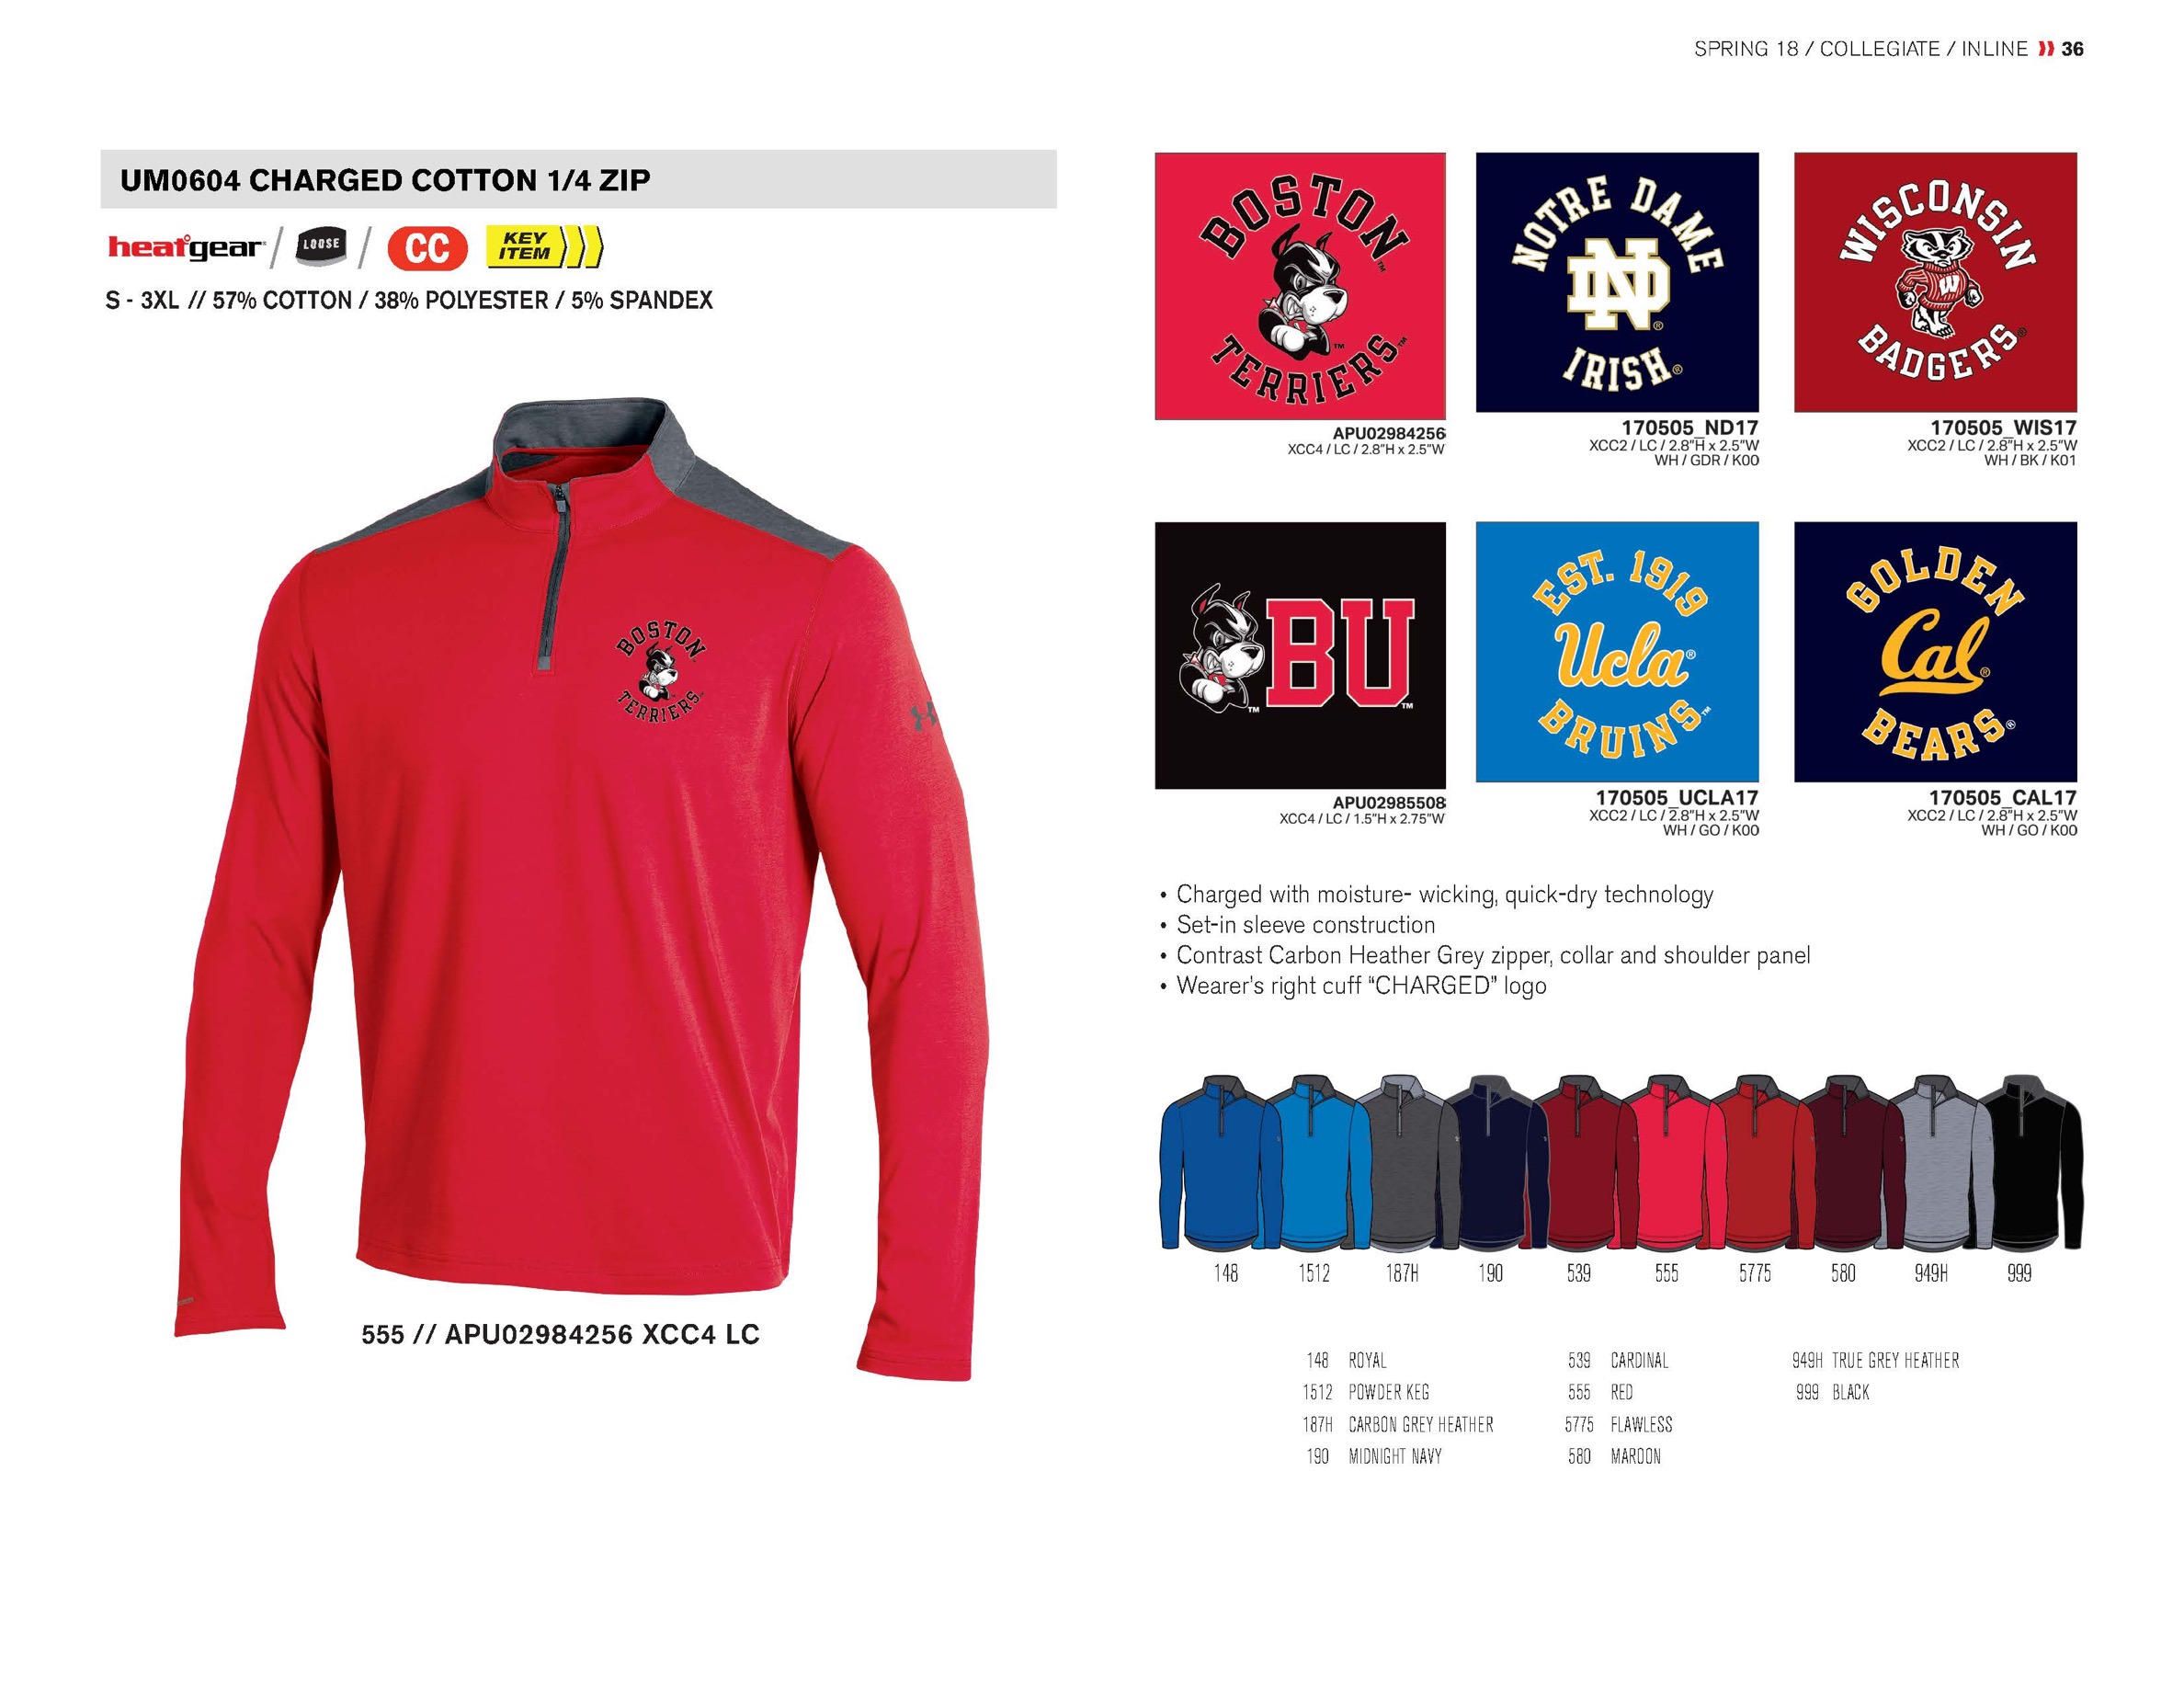 SPRING 18 / COLLEGIATE / INLINE 36
UM0604 CHARGED COTTON 1/4 ZIP
heatgear / LOOSE / CC KEY ITEM
S - 3XL // 57% COTTON / 38% POLYESTER / 5% SPANDEX
BOSTON™
TERRIERS™
555 // APU02984256 XCC4 LC
BOSTON™
™
TERRIERS™
APU02984256
XCC4 / LC / 2.8"H x 2.5"W
NOTRE DAME
ND®
IRISH®
170505_ND17
XCC2 / LC / 2.8"H x 2.5"W
WH / GDR / K00
WISCONSIN
W
BADGERS®
170505_WIS17
XCC2 / LC / 2.8"H x 2.5"W
WH / BK / K01
™ BU™
APU02985508
XCC4 / LC / 1.5"H x 2.75"W
EST. 1919
Ucla®
BRUINS™
170505_UCLA17
XCC2 / LC / 2.8"H x 2.5"W
WH / GO / K00
GOLDEN
Cal®
BEARS®
170505_CAL17
XCC2 / LC / 2.8"H x 2.5"W
WH / GO / K00
• Charged with moisture- wicking, quick-dry technology
• Set-in sleeve construction
• Contrast Carbon Heather Grey zipper, collar and shoulder panel
• Wearer's right cuff “CHARGED” logo
148 1512 187H 190 539 555 5775 580 949H 999
148 ROYAL
1512 POWDER KEG
187H CARBON GREY HEATHER
190 MIDNIGHT NAVY
539 CARDINAL
555 RED
5775 FLAWLESS
580 MAROON
949H TRUE GREY HEATHER
999 BLACK